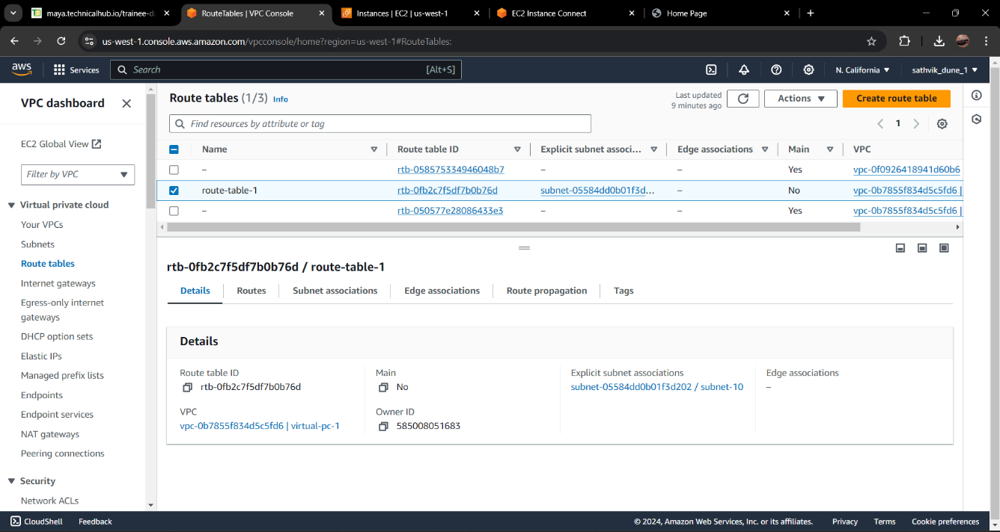 maya.technicalhub.io/trainee-d
RouteTables | VPC Console
Instances | EC2 | us-west-1
EC2 Instance Connect
Home Page
us-west-1.console.aws.amazon.com/vpcconsole/home?region=us-west-1#RouteTables:
aws
Services
Search
[Alt+S]
N. California
sathvik_dune_1
VPC dashboard
EC2 Global View
Filter by VPC
Virtual private cloud
Your VPCs
Subnets
Route tables
Internet gateways
Egress-only internet
gateways
DHCP option sets
Elastic IPs
Managed prefix lists
Endpoints
Endpoint services
NAT gateways
Peering connections
Security
Network ACLs
Route tables (1/3) Info
Last updated
9 minutes ago
Actions
Create route table
Find resources by attribute or tag
1
Name Route table ID Explicit subnet associ... Edge associations Main VPC
– rtb-058575334946048b7 – – Yes vpc-0f0926418941d60b6
route-table-1 rtb-0fb2c7f5df7b0b76d subnet-05584dd0b01f3d... – No vpc-0b7855f834d5c5fd6 |
– rtb-050577e28086433e3 – – Yes vpc-0b7855f834d5c5fd6 |
rtb-0fb2c7f5df7b0b76d / route-table-1
Details Routes Subnet associations Edge associations Route propagation Tags
Details
Route table ID
rtb-0fb2c7f5df7b0b76d
VPC
vpc-0b7855f834d5c5fd6 | virtual-pc-1
Main
No
Owner ID
585008051683
Explicit subnet associations
subnet-05584dd0b01f3d202 / subnet-10
Edge associations
–
CloudShell Feedback © 2024, Amazon Web Services, Inc. or its affiliates. Privacy Terms Cookie preferences